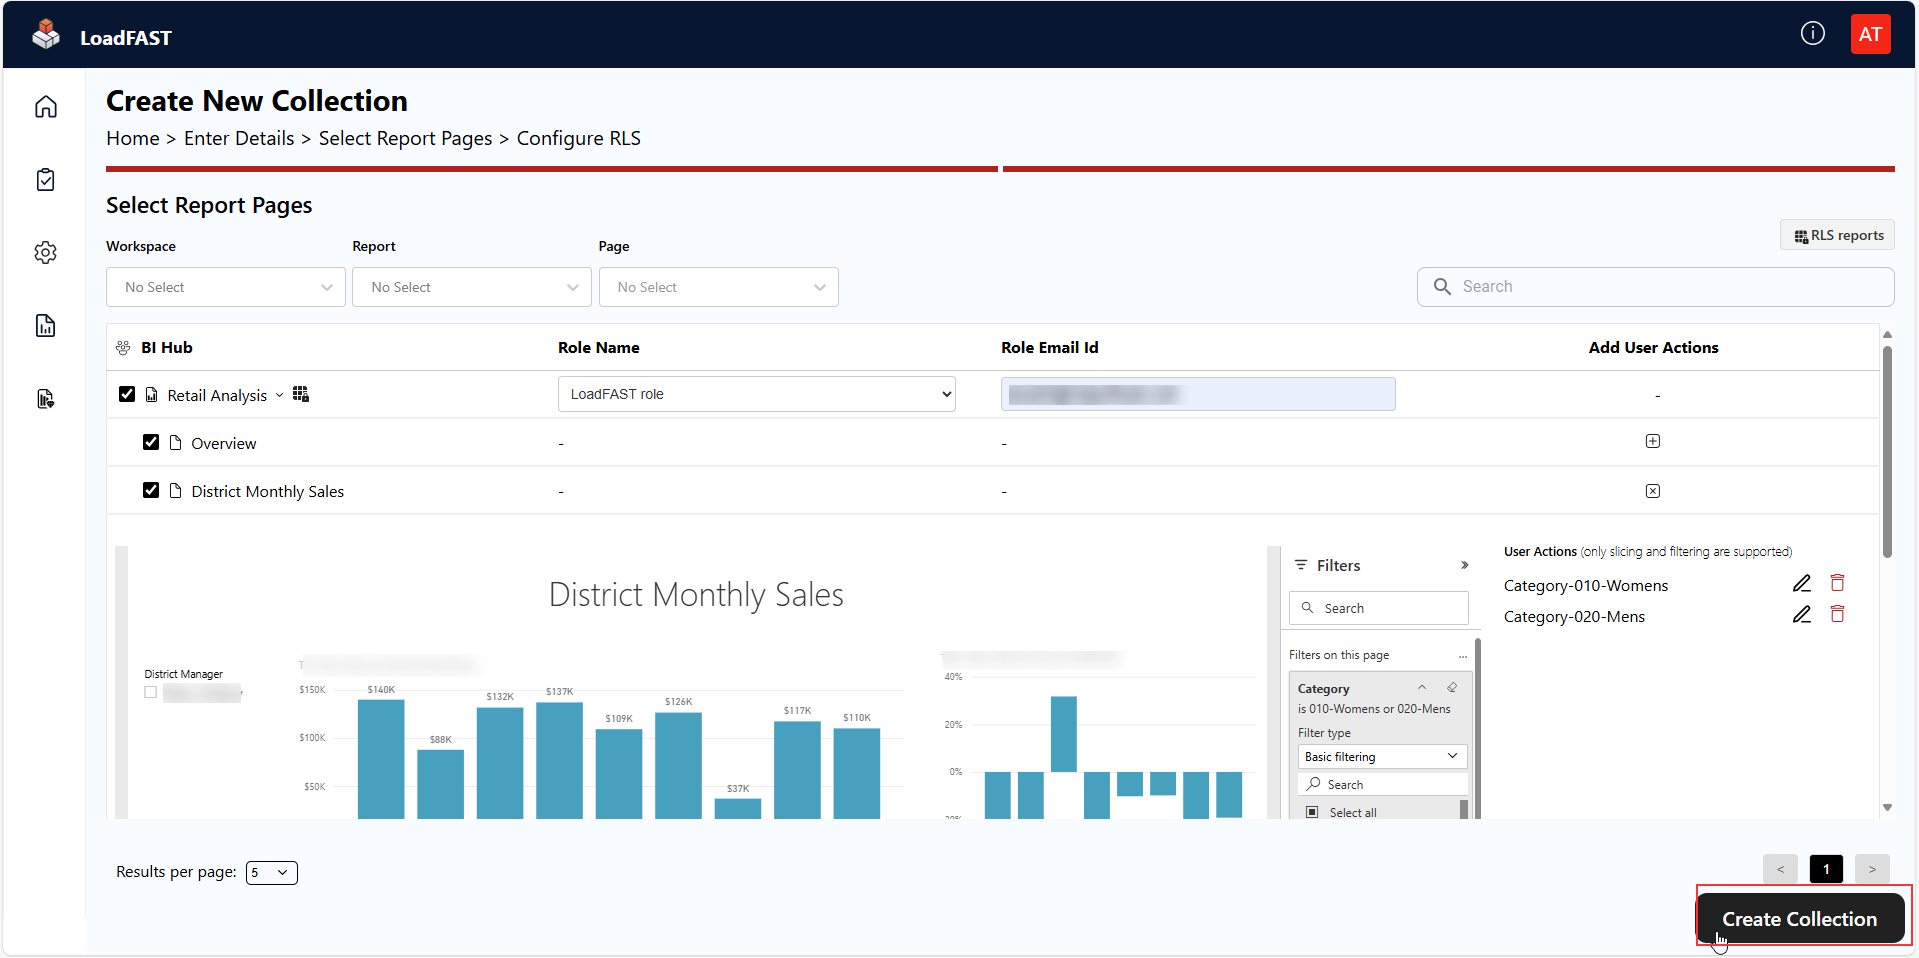 LoadFAST
AT
Create New Collection
Home > Enter Details > Select Report Pages > Configure RLS
Select Report Pages
RLS reports
Workspace Report Page
No Select No Select No Select
Search
BI Hub Role Name Role Email Id Add User Actions
Retail Analysis LoadFAST role -
Overview - -
District Monthly Sales - -
User Actions (only slicing and filtering are supported)
Category-010-Womens
Category-020-Mens
District Monthly Sales
District Manager
$150K
$100K
$50K
$140K
$88K
$132K
$137K
$109K
$126K
$37K
$117K
$110K
40%
20%
0%
Filters
Search
Filters on this page
...
Category
is 010-Womens or 020-Mens
Filter type
Basic filtering
Search
Select all
Results per page: 5
< 1 >
Create Collection